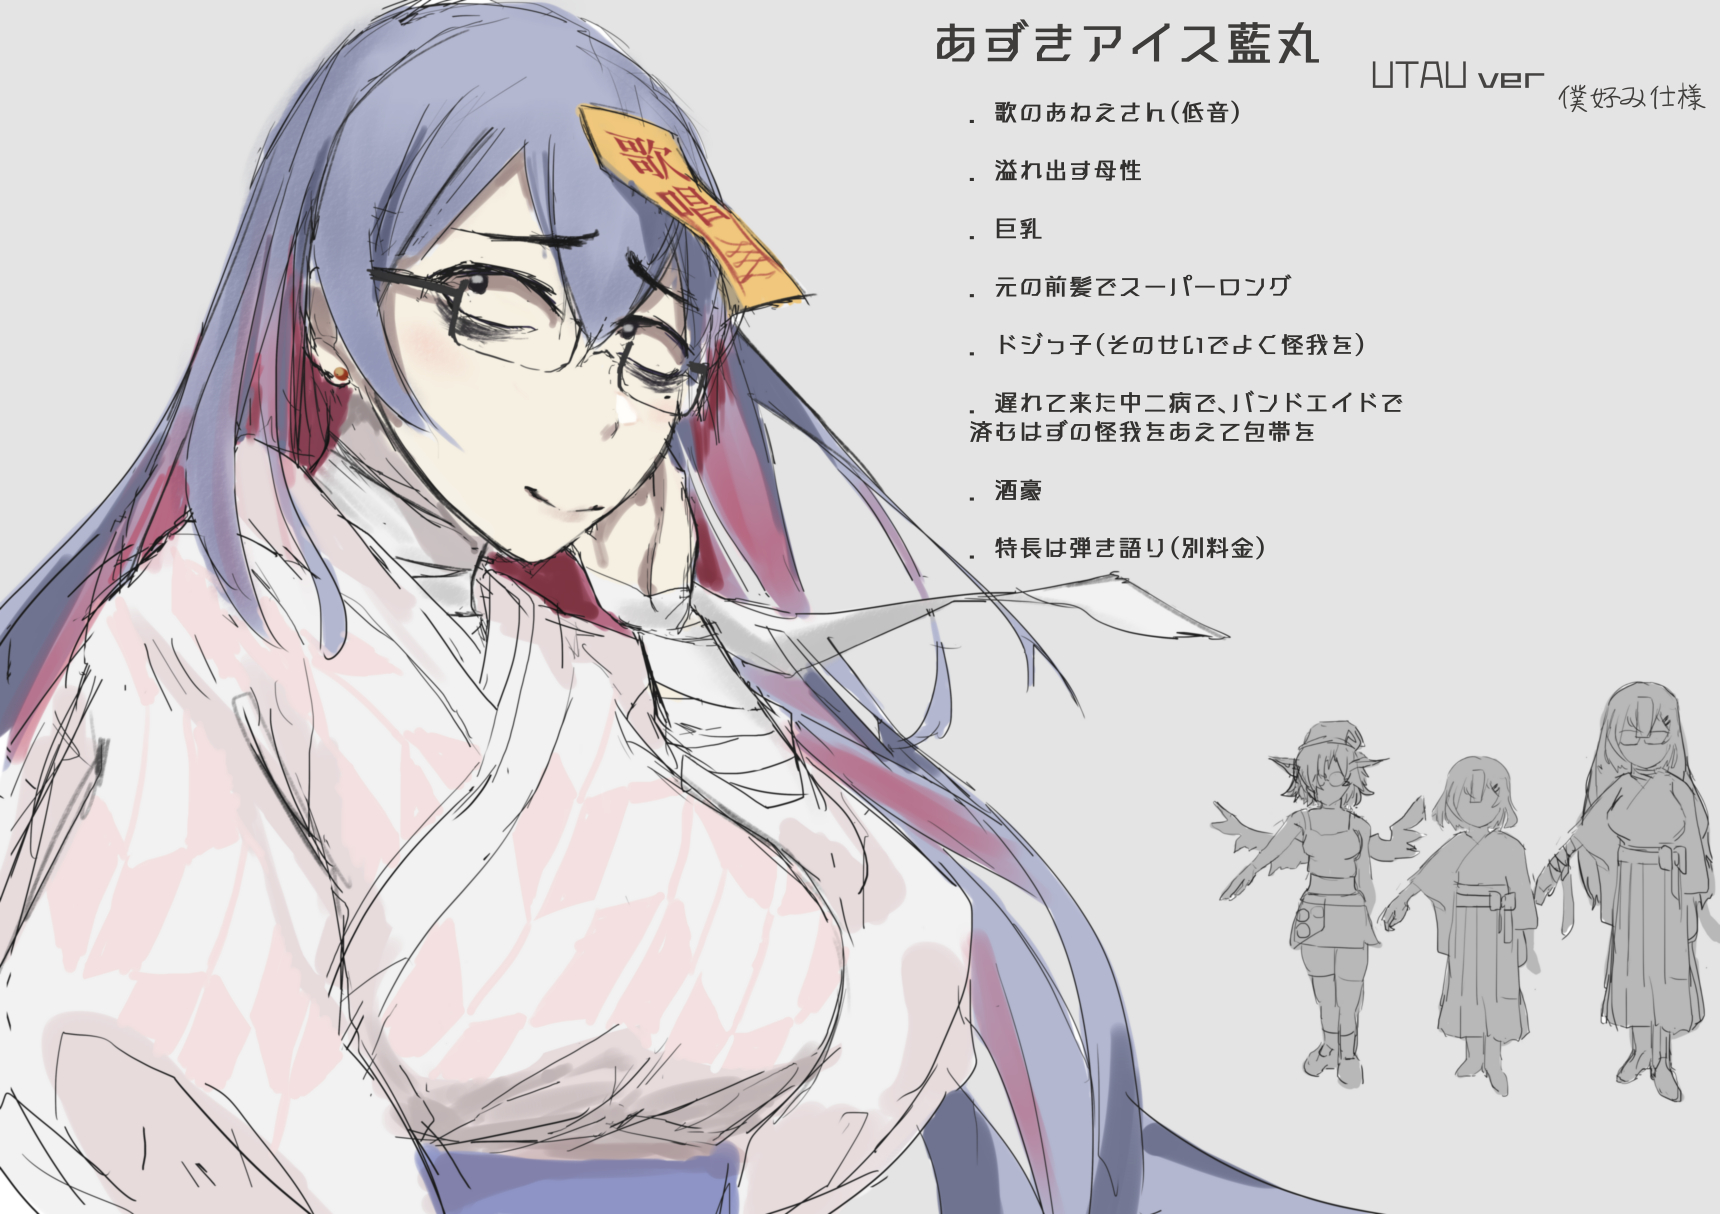 あずきアイス藍丸
UTAU ver
僕好み仕様
. 歌のあねえさん(低音)
. 溢れ出す母性
. 巨乳
. 元の前髪でスーパーロング
. ドジっ子(そのせいでよく怪我を)
. 遅れて来た中二病で、バンドエイドで
済むはずの怪我をあえて包帯を
. 酒豪
. 特長は弾き語り(別料金)
歌
唱